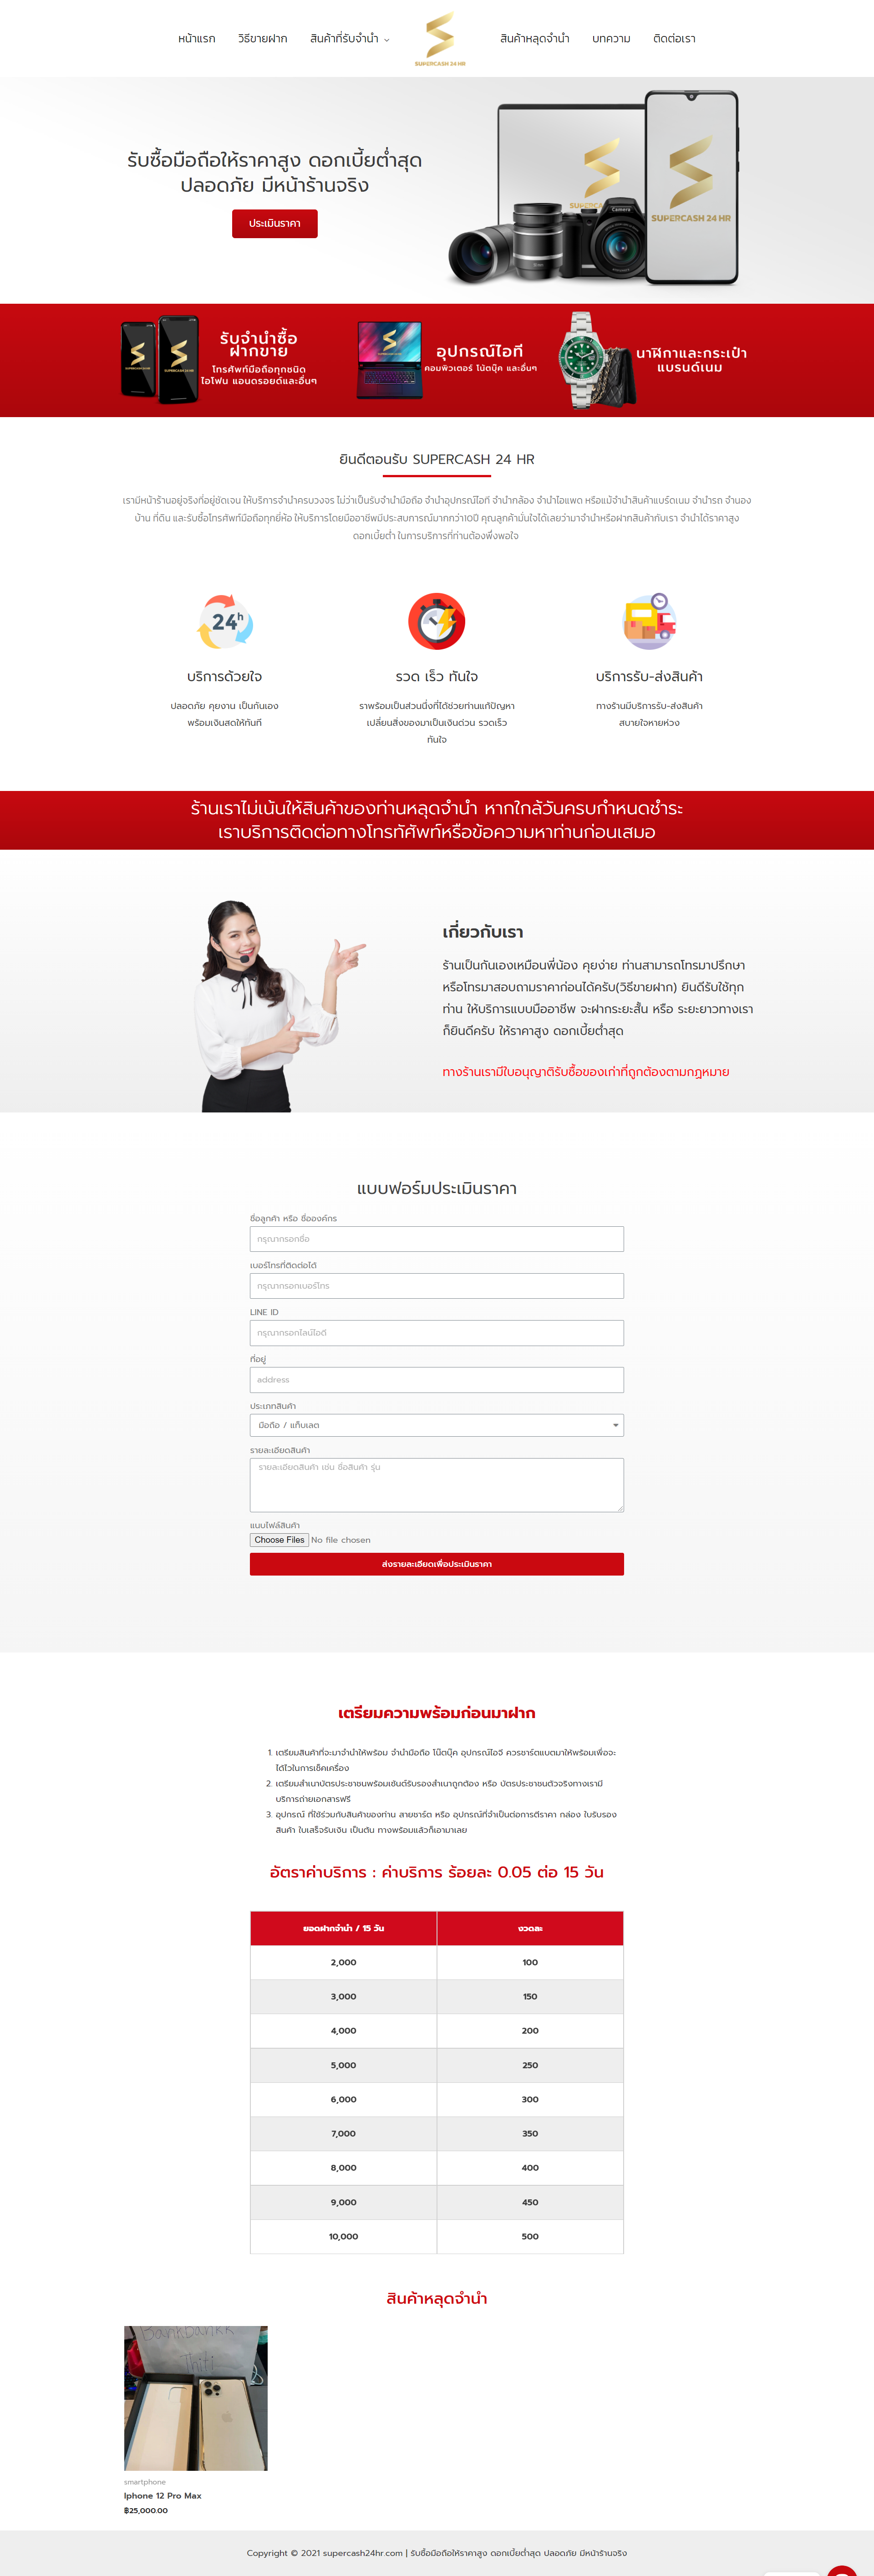 หน้าแรก
วิธีขายฝาก
สินค้าที่รับจำนำ
SUPERCASH 24 HR
สินค้าหลุดจำนำ
บทความ
ติดต่อเรา
รับซื้อมือถือให้ราคาสูง ดอกเบี้ยต่ำสุด
ปลอดภัย มีหน้าร้านจริง
ประเมินราคา
Camera
SUPERCASH 24 HR
รับจำนำซื้อ
ฝากขาย
โทรศัพท์มือถือทุกชนิด
ไอโฟน แอนดรอยด์และอื่นๆ
อุปกรณ์ไอที
คอมพิวเตอร์ โน้ตบุ๊ค และอื่นๆ
นาฬิกาและกระเป๋า
แบรนด์เนม
ยินดีตอนรับ SUPERCASH 24 HR
เรามีหน้าร้านอยู่จริงที่อยู่ชัดเจน ให้บริการจำนำครบวงจร ไม่ว่าเป็นรับจำนำมือถือ จำนำอุปกรณ์ไอที จำนำกล้อง จำนำไอแพด หรือแม้จำนำสินค้าแบร์ดเนม จำนำรถ จำนอง
บ้าน ที่ดิน และรับซื้อโทรศัพท์มือถือทุกยี่ห้อ ให้บริการโดยมืออาชีพมีประสบการณ์มากกว่า10ปี คุณลูกค้ามั่นใจได้เลยว่ามาจำนำหรือฝากสินค้ากับเรา จำนำได้ราคาสูง
ดอกเบี้ยต่ำ ในการบริการที่ท่านต้องพึ่งพอใจ
24h
บริการด้วยใจ
ปลอดภัย คุยงาน เป็นกันเอง
พร้อมเงินสดให้ทันที
รวด เร็ว ทันใจ
ราพร้อมเป็นส่วนนึ่งที่ได้ช่วยท่านแก้ปัญหา
เปลี่ยนสิ่งของมาเป็นเงินด่วน รวดเร็ว
ทันใจ
บริการรับ-ส่งสินค้า
ทางร้านมีบริการรับ-ส่งสินค้า
สบายใจหายห่วง
ร้านเราไม่เน้นให้สินค้าของท่านหลุดจำนำ หากใกล้วันครบกำหนดชำระ
เราบริการติดต่อทางโทรทัศัพท์หรือข้อความหาท่านก่อนเสมอ
เกี่ยวกับเรา
ร้านเป็นกันเองเหมือนพี่น้อง คุยง่าย ท่านสามารถโทรมาปรึกษา
หรือโทรมาสอบถามราคาก่อนได้ครับ(วิธีขายฝาก) ยินดีรับใช้ทุก
ท่าน ให้บริการแบบมืออาชีพ จะฝากระยะสั้น หรือ ระยะยาวทางเรา
ก็ยินดีครับ ให้ราคาสูง ดอกเบี้ยต่ำสุด
ทางร้านเรามีใบอนุญาติรับซื้อของเก่าที่ถูกต้องตามกฎหมาย
แบบฟอร์มประเมินราคา
ชื่อลูกค้า หรือ ชื่อองค์กร
กรุณากรอกชื่อ
เบอร์โทรที่ติดต่อได้
กรุณากรอกเบอร์โทร
LINE ID
กรุณากรอกไลน์ไอดี
ที่อยู่
address
ประเภทสินค้า
มือถือ / แท็บเลต
รายละเอียดสินค้า
รายละเอียดสินค้า เช่น ชื่อสินค้า รุ่น
แนบไฟล์สินค้า
Choose Files No file chosen
ส่งรายละเอียดเพื่อประเมินราคา
เตรียมความพร้อมก่อนมาฝาก
1. เตรียมสินค้าที่จะมาจำนำให้พร้อม จำนำมือถือ โน๊ตบุ๊ค อุปกรณ์ไอจี ควรชาร์ตแบตมาให้พร้อมเพื่อจะ
ได้ไวในการเช็คเครื่อง
2. เตรียมสำเนาบัตรประชาชนพร้อมเซ้นต์รับรองสำเนาถูกต้อง หรือ บัตรประชาชนตัวจริงทางเรามี
บริการถ่ายเอกสารฟรี
3. อุปกรณ์ ที่ใช้ร่วมกับสินค้าของท่าน สายชาร์ต หรือ อุปกรณ์ที่จำเป็นต่อการตีราคา กล่อง ใบรับรอง
สินค้า ใบเสร็จรับเงิน เป็นต้น ทางพร้อมแล้วก็เอามาเลย
อัตราค่าบริการ : ค่าบริการ ร้อยละ 0.05 ต่อ 15 วัน
ยอดฝากจำนำ / 15 วัน งวดละ
2,000 100
3,000 150
4,000 200
5,000 250
6,000 300
7,000 350
8,000 400
9,000 450
10,000 500
สินค้าหลุดจำนำ
Bankbankk
Thiti
smartphone
Iphone 12 Pro Max
฿25,000.00
Copyright © 2021 supercash24hr.com | รับซื้อมือถือให้ราคาสูง ดอกเบี้ยต่ำสุด ปลอดภัย มีหน้าร้านจริง